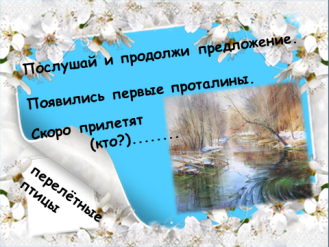 Послушай и продолжи предложение.
Появились первые проталины.
Скоро прилетят
(кто?)........
перелётные
птицы